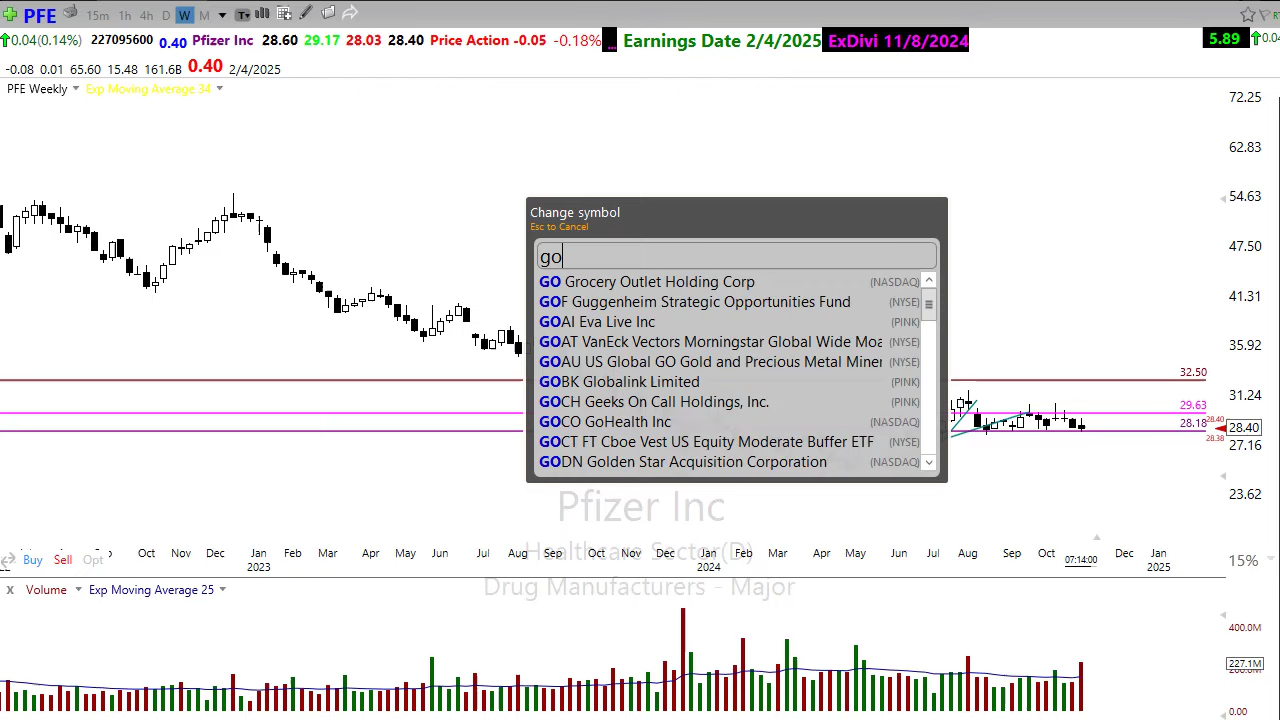 PFE 15m 1h 4h D W M T
0.04(0.14%) 227095600 0.40 Pfizer Inc 28.60 29.17 28.03 28.40 Price Action -0.05 -0.18% ... Earnings Date 2/4/2025 ExDivi 11/8/2024 5.89 0.04
-0.08 0.01 65.60 15.48 161.6B 0.40 2/4/2025
PFE Weekly Exp Moving Average 34
72.25
62.83
54.63
47.50
41.31
35.92
32.50
31.24
29.63
28.40
28.18
28.40
28.38
27.16
23.62
Change symbol
Esc to Cancel
go
GO Grocery Outlet Holding Corp (NASDAQ)
GOF Guggenheim Strategic Opportunities Fund (NYSE)
GOAI Eva Live Inc (PINK)
GOAT VanEck Vectors Morningstar Global Wide Moa (NYSE)
GOAU US Global GO Gold and Precious Metal Miner (NYSE)
GOBK Globalink Limited (PINK)
GOCH Geeks On Call Holdings, Inc. (PINK)
GOCO GoHealth Inc (NASDAQ)
GOCT FT Cboe Vest US Equity Moderate Buffer ETF (NYSE)
GODN Golden Star Acquisition Corporation (NASDAQ)
Pfizer Inc
Healthcare Sector(D)
Drug Manufacturers - Major
Buy Sell Opt
Oct Nov Dec Jan Feb Mar Apr May Jun Jul Aug Sep Oct Nov Dec Jan Feb Mar Apr May Jun Jul Aug Sep Oct Dec Jan
2023 2024 07:14:00 2025
15%
X Volume Exp Moving Average 25
400.0M
227.1M
0.00